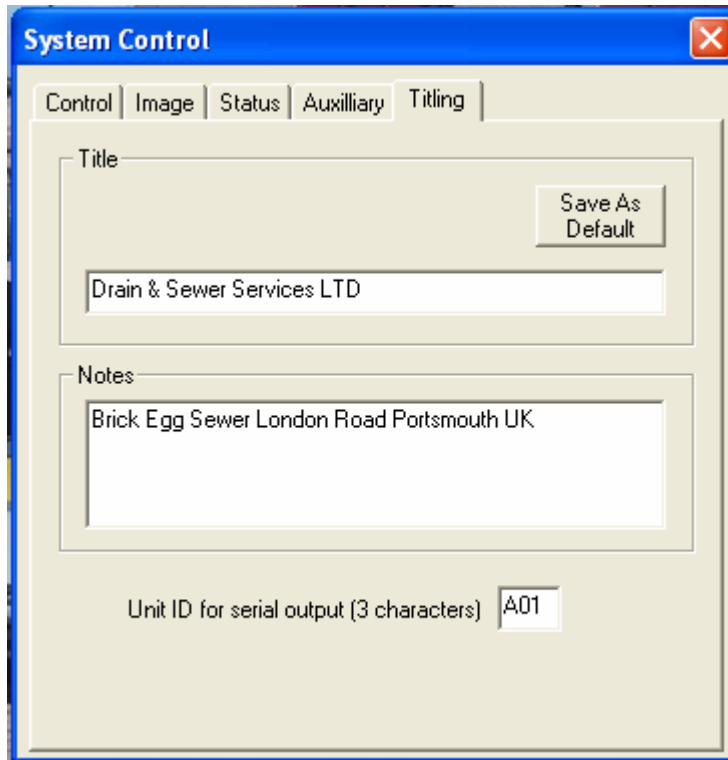 System Control
Control Image Status Auxilliary Titling
Title
Save As
Default
Drain & Sewer Services LTD
Notes
Brick Egg Sewer London Road Portsmouth UK
Unit ID for serial output (3 characters) A01